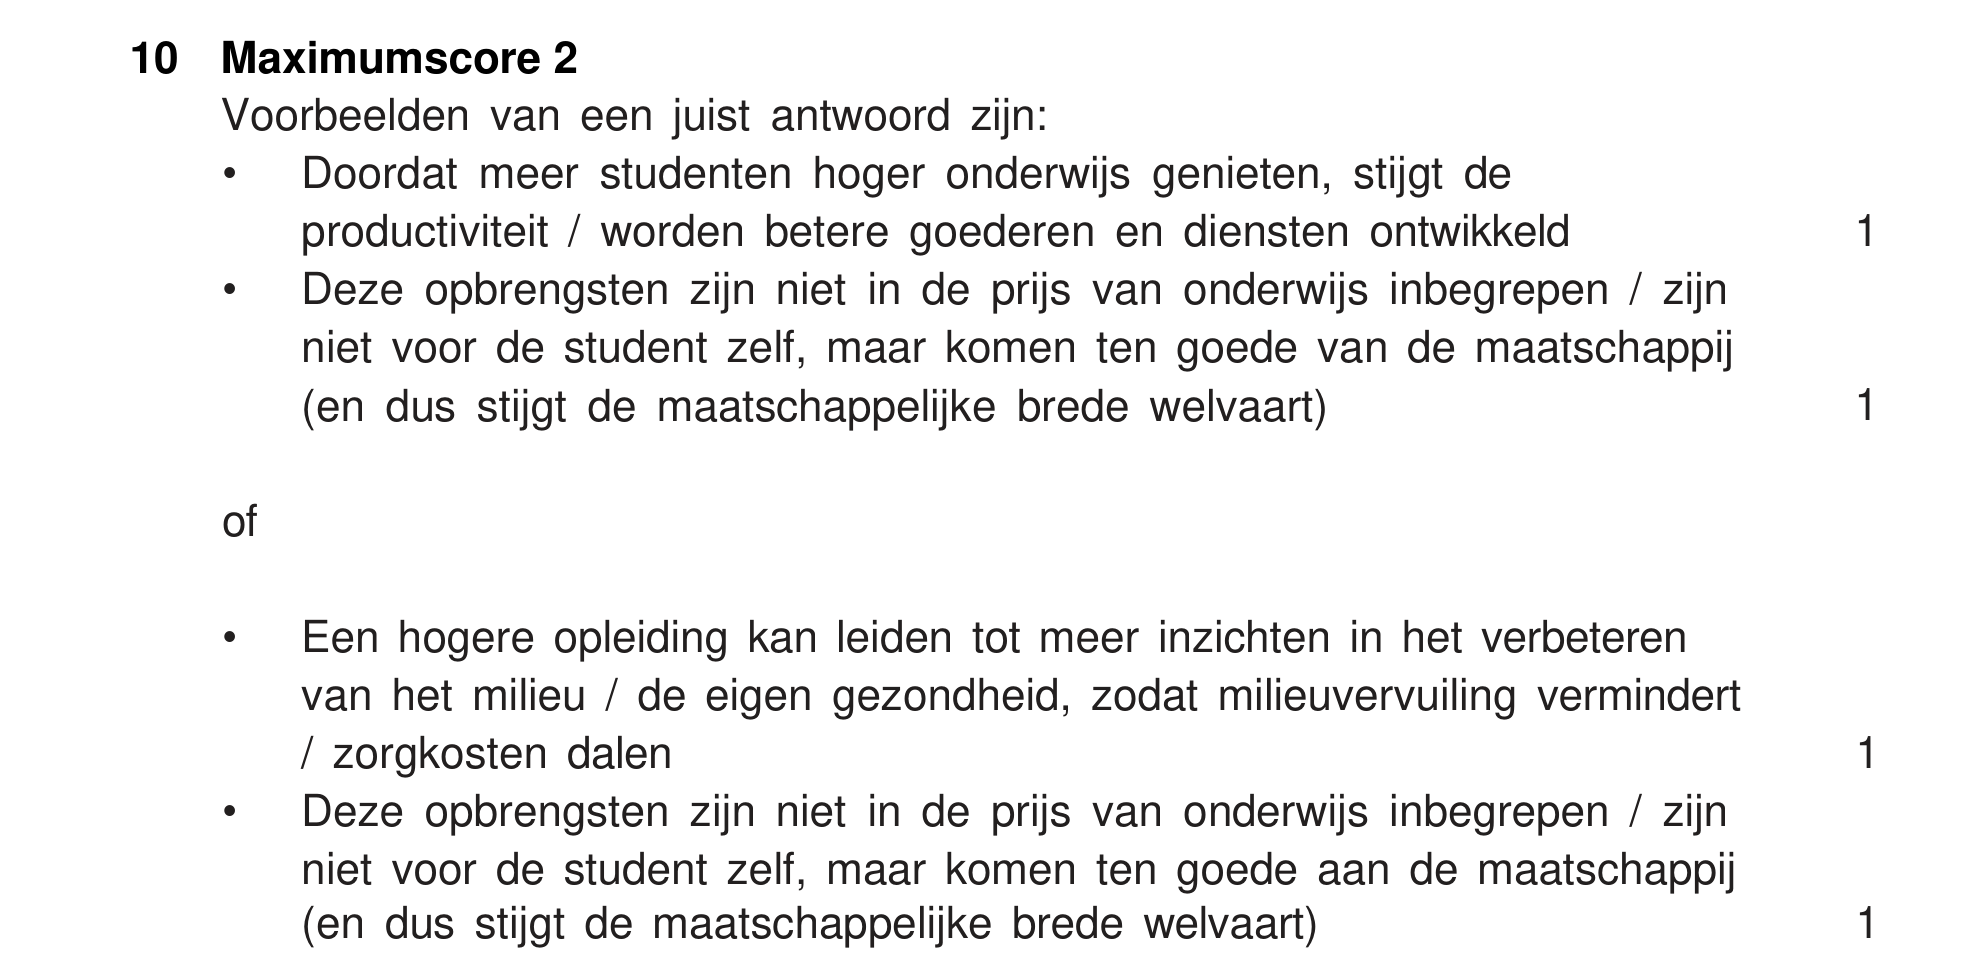 10 Maximumscore 2
Voorbeelden van een juist antwoord zijn:
• Doordat meer studenten hoger onderwijs genieten, stijgt de
productiviteit / worden betere goederen en diensten ontwikkeld 1
• Deze opbrengsten zijn niet in de prijs van onderwijs inbegrepen / zijn
niet voor de student zelf, maar komen ten goede van de maatschappij
(en dus stijgt de maatschappelijke brede welvaart) 1
of
• Een hogere opleiding kan leiden tot meer inzichten in het verbeteren
van het milieu / de eigen gezondheid, zodat milieuvervuiling vermindert
/ zorgkosten dalen 1
• Deze opbrengsten zijn niet in de prijs van onderwijs inbegrepen / zijn
niet voor de student zelf, maar komen ten goede aan de maatschappij
(en dus stijgt de maatschappelijke brede welvaart) 1